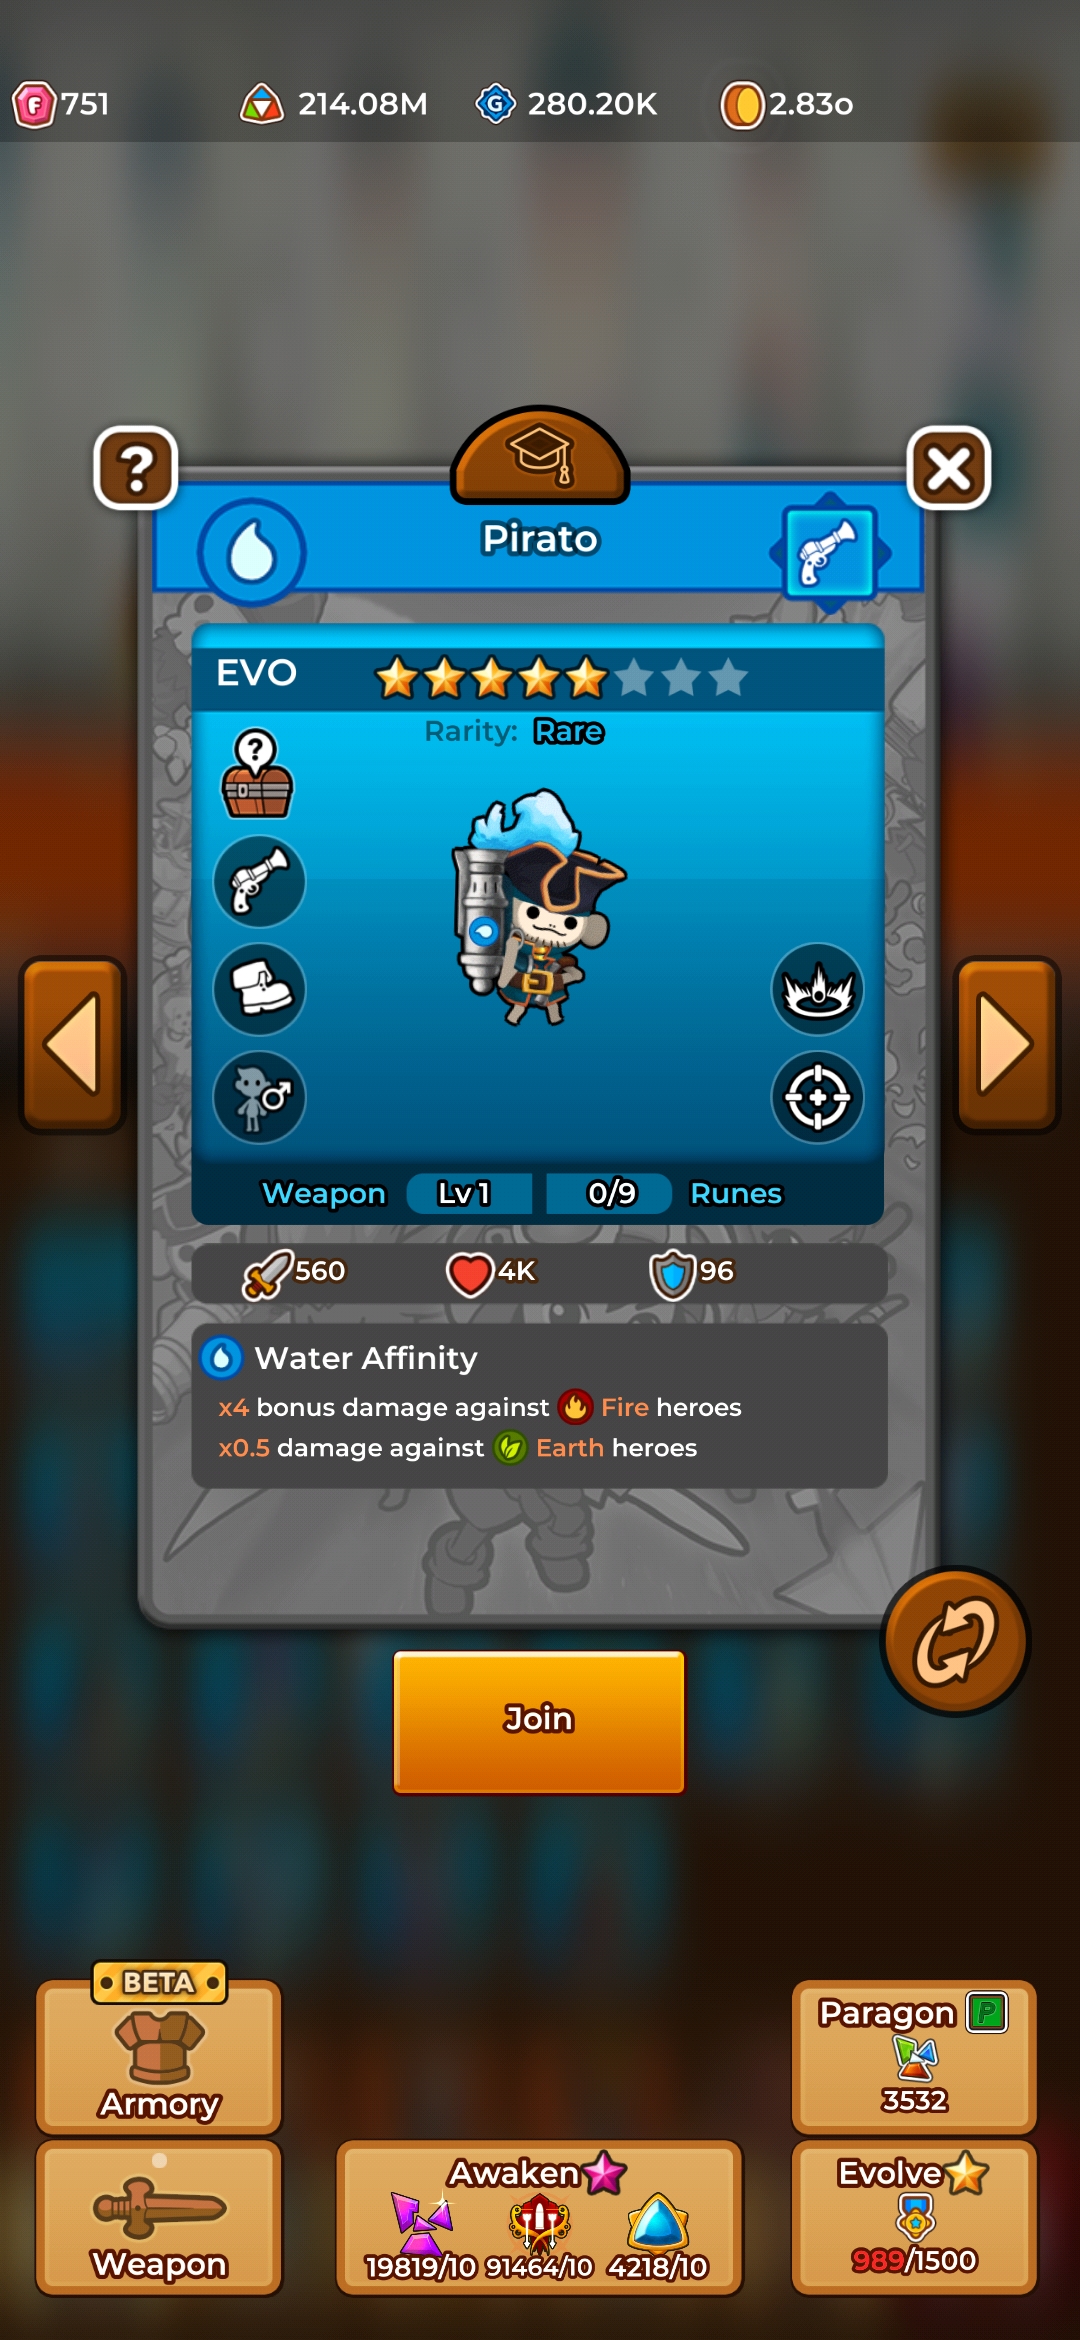 F 751 214.08M G 280.20K 2.83o
?
Pirato
EVO
Rarity: Rare
?
Weapon Lv 1 0/9 Runes
560 4K 96
Water Affinity
x4 bonus damage against Fire heroes
x0.5 damage against Earth heroes
Join
BETA
Armory
Paragon P
3532
Weapon
Awaken
19819/10 91464/10 4218/10
Evolve
989/1500